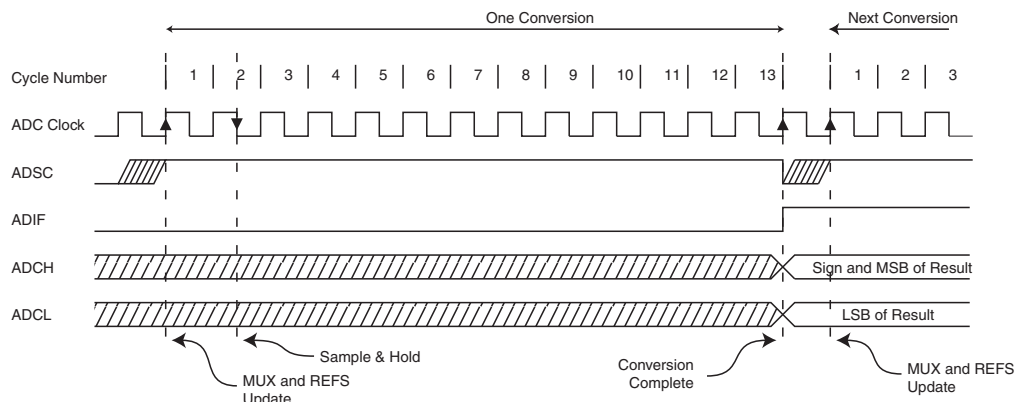 One Conversion Next Conversion
Cycle Number 1 2 3 4 5 6 7 8 9 10 11 12 13 1 2 3
ADC Clock
ADSC
ADIF
ADCH Sign and MSB of Result
ADCL LSB of Result
Sample & Hold
MUX and REFS
Update
Conversion
Complete
MUX and REFS
Update